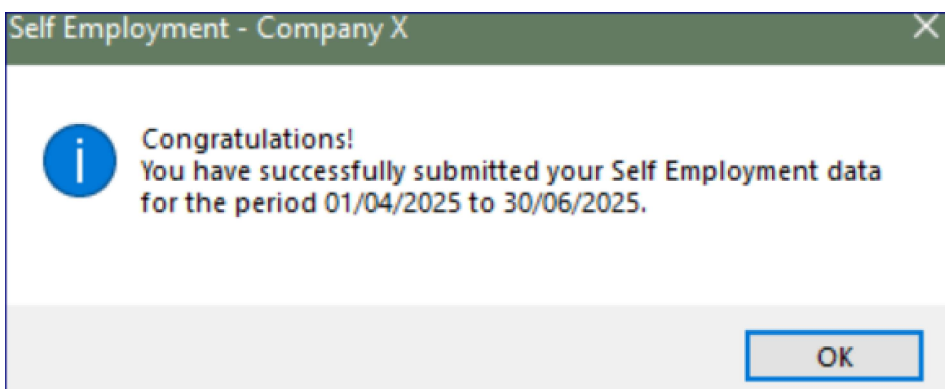 Self Employment - Company X
Congratulations!
You have successfully submitted your Self Employment data
for the period 01/04/2025 to 30/06/2025.
OK